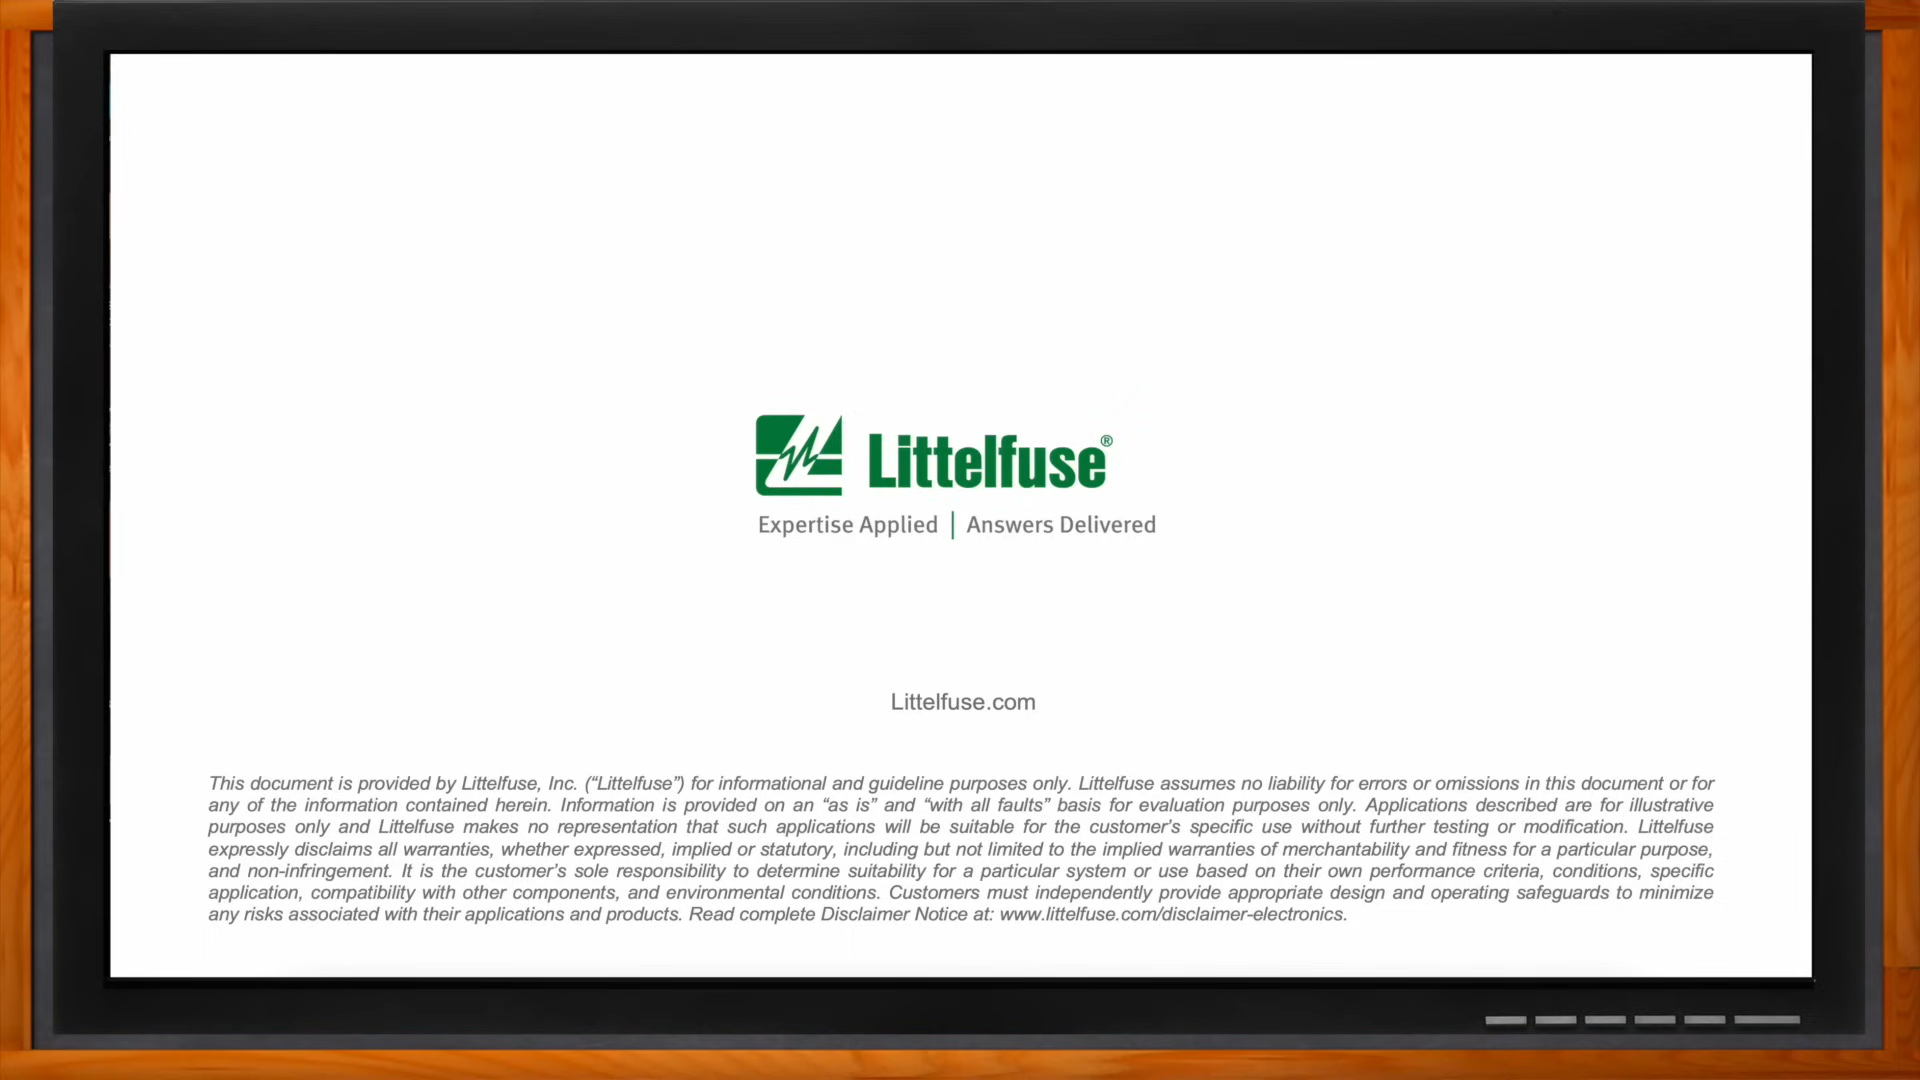 Littelfuse®
Expertise Applied | Answers Delivered
Littelfuse.com
This document is provided by Littelfuse, Inc. (“Littelfuse”) for informational and guideline purposes only. Littelfuse assumes no liability for errors or omissions in this document or for
any of the information contained herein. Information is provided on an “as is” and “with all faults” basis for evaluation purposes only. Applications described are for illustrative
purposes only and Littelfuse makes no representation that such applications will be suitable for the customer’s specific use without further testing or modification. Littelfuse
expressly disclaims all warranties, whether expressed, implied or statutory, including but not limited to the implied warranties of merchantability and fitness for a particular purpose,
and non-infringement. It is the customer’s sole responsibility to determine suitability for a particular system or use based on their own performance criteria, conditions, specific
application, compatibility with other components, and environmental conditions. Customers must independently provide appropriate design and operating safeguards to minimize
any risks associated with their applications and products. Read complete Disclaimer Notice at: www.littelfuse.com/disclaimer-electronics.